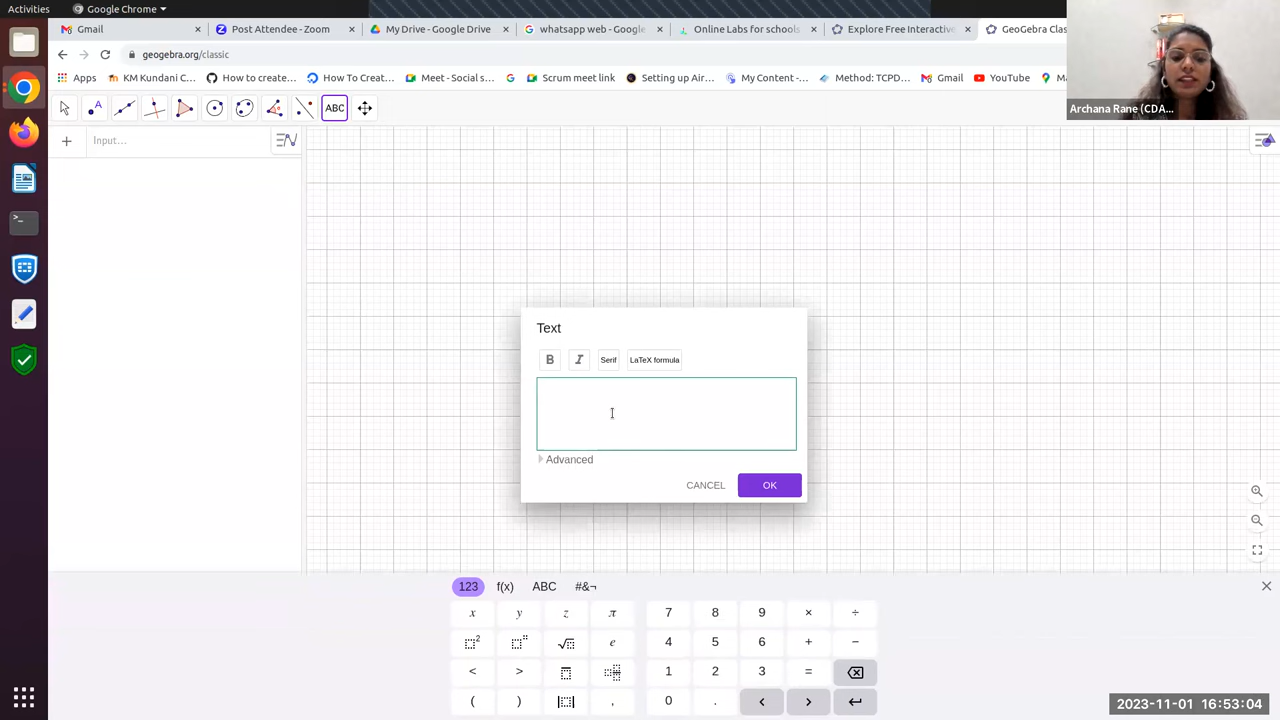 Activities
Google Chrome
Gmail
Post Attendee - Zoom
My Drive - Google Drive
whatsapp web - Google
Online Labs for schools
Explore Free Interactive
GeoGebra Clas
geogebra.org/classic
Apps
KM Kundani C...
How to create...
How To Creat...
Meet - Social s...
Scrum meet link
Setting up Air...
My Content -...
Method: TCPD...
Gmail
YouTube
Ma
Archana Rane (CDA...
A
ABC
Input...
Text
B I Serif LaTeX formula
Advanced
CANCEL OK
123 f(x) ABC #&¬
x y z π 7 8 9 × ÷
2 √ e 4 5 6 + −
< > 1 2 3 =
( ) , 0 . < >
2023-11-01 16:53:04